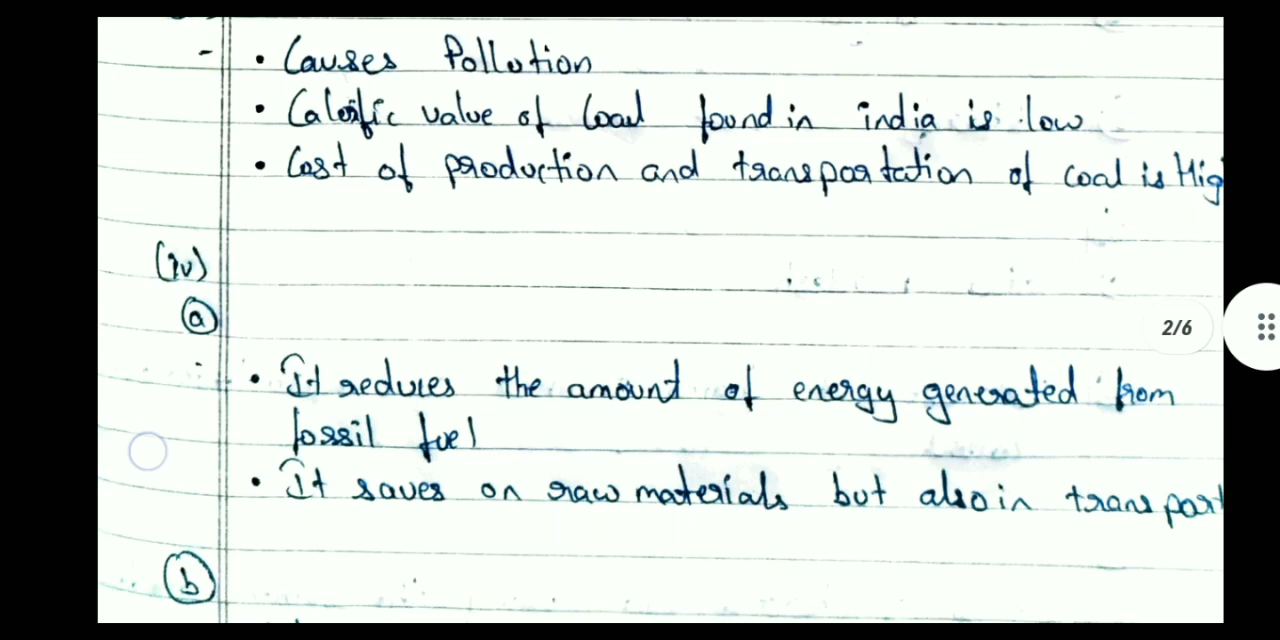 - • Causes Pollution
• Calorific value of Coal found in india is low
• Cost of production and transportation of coal is Hig
(iv)
(a)
• It reduces the amount of energy generated from
fossil fuel
• It saves on raw materials but also in transport
(b)
2/6